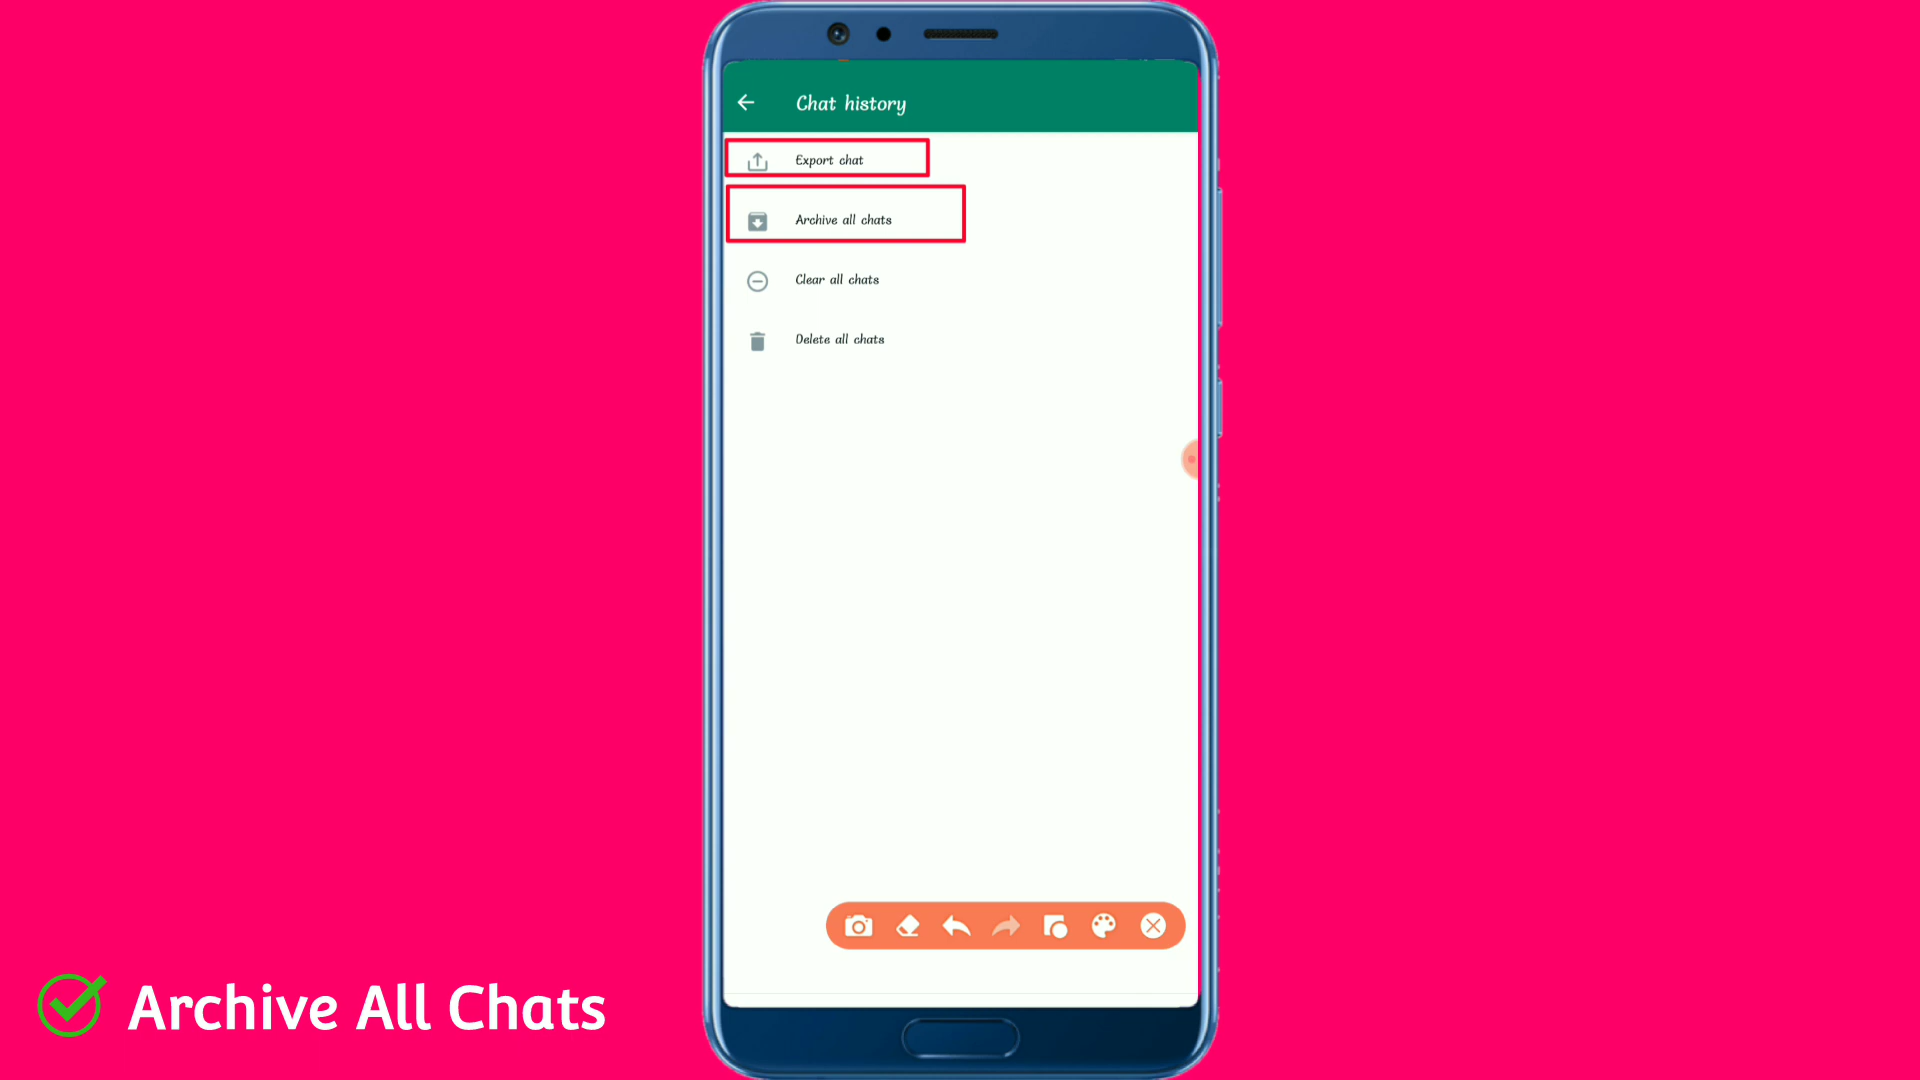 Chat history
Export chat
Archive all chats
Clear all chats
Delete all chats
Archive All Chats